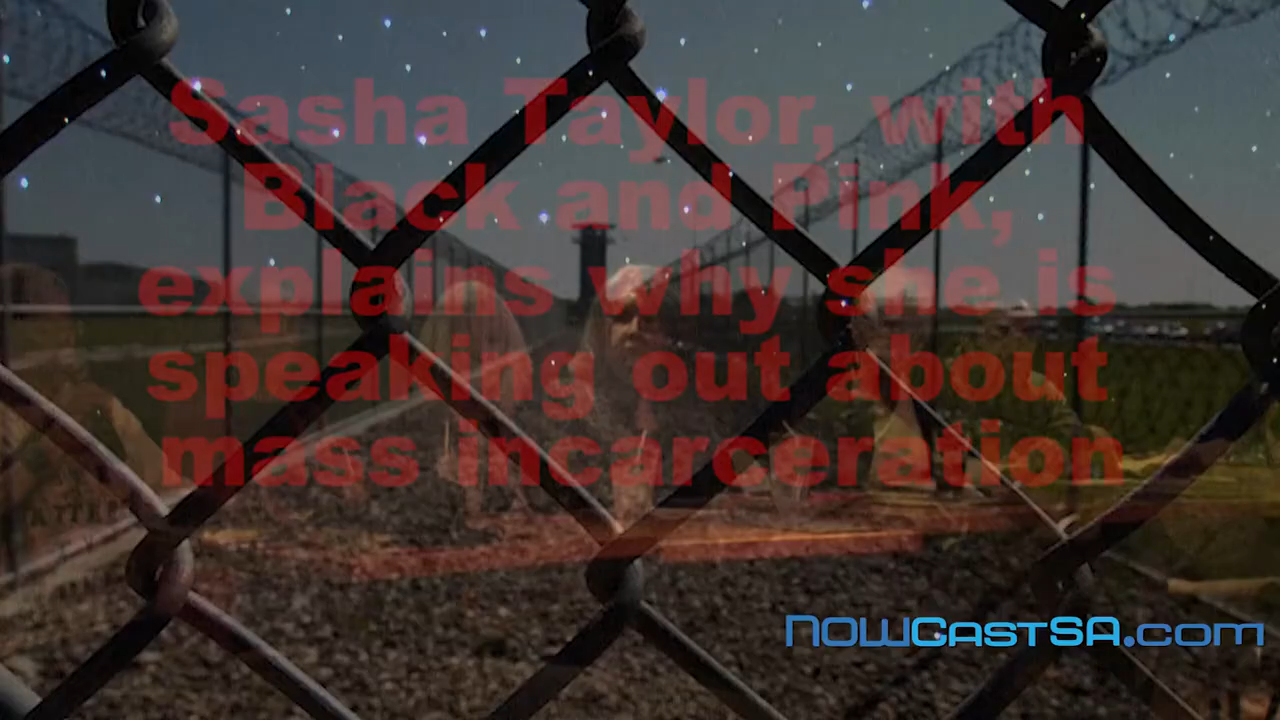 Sasha Taylor, with
Black and Pink,
explains why she is
speaking out about
mass incarceration
NOWCASTSA.com